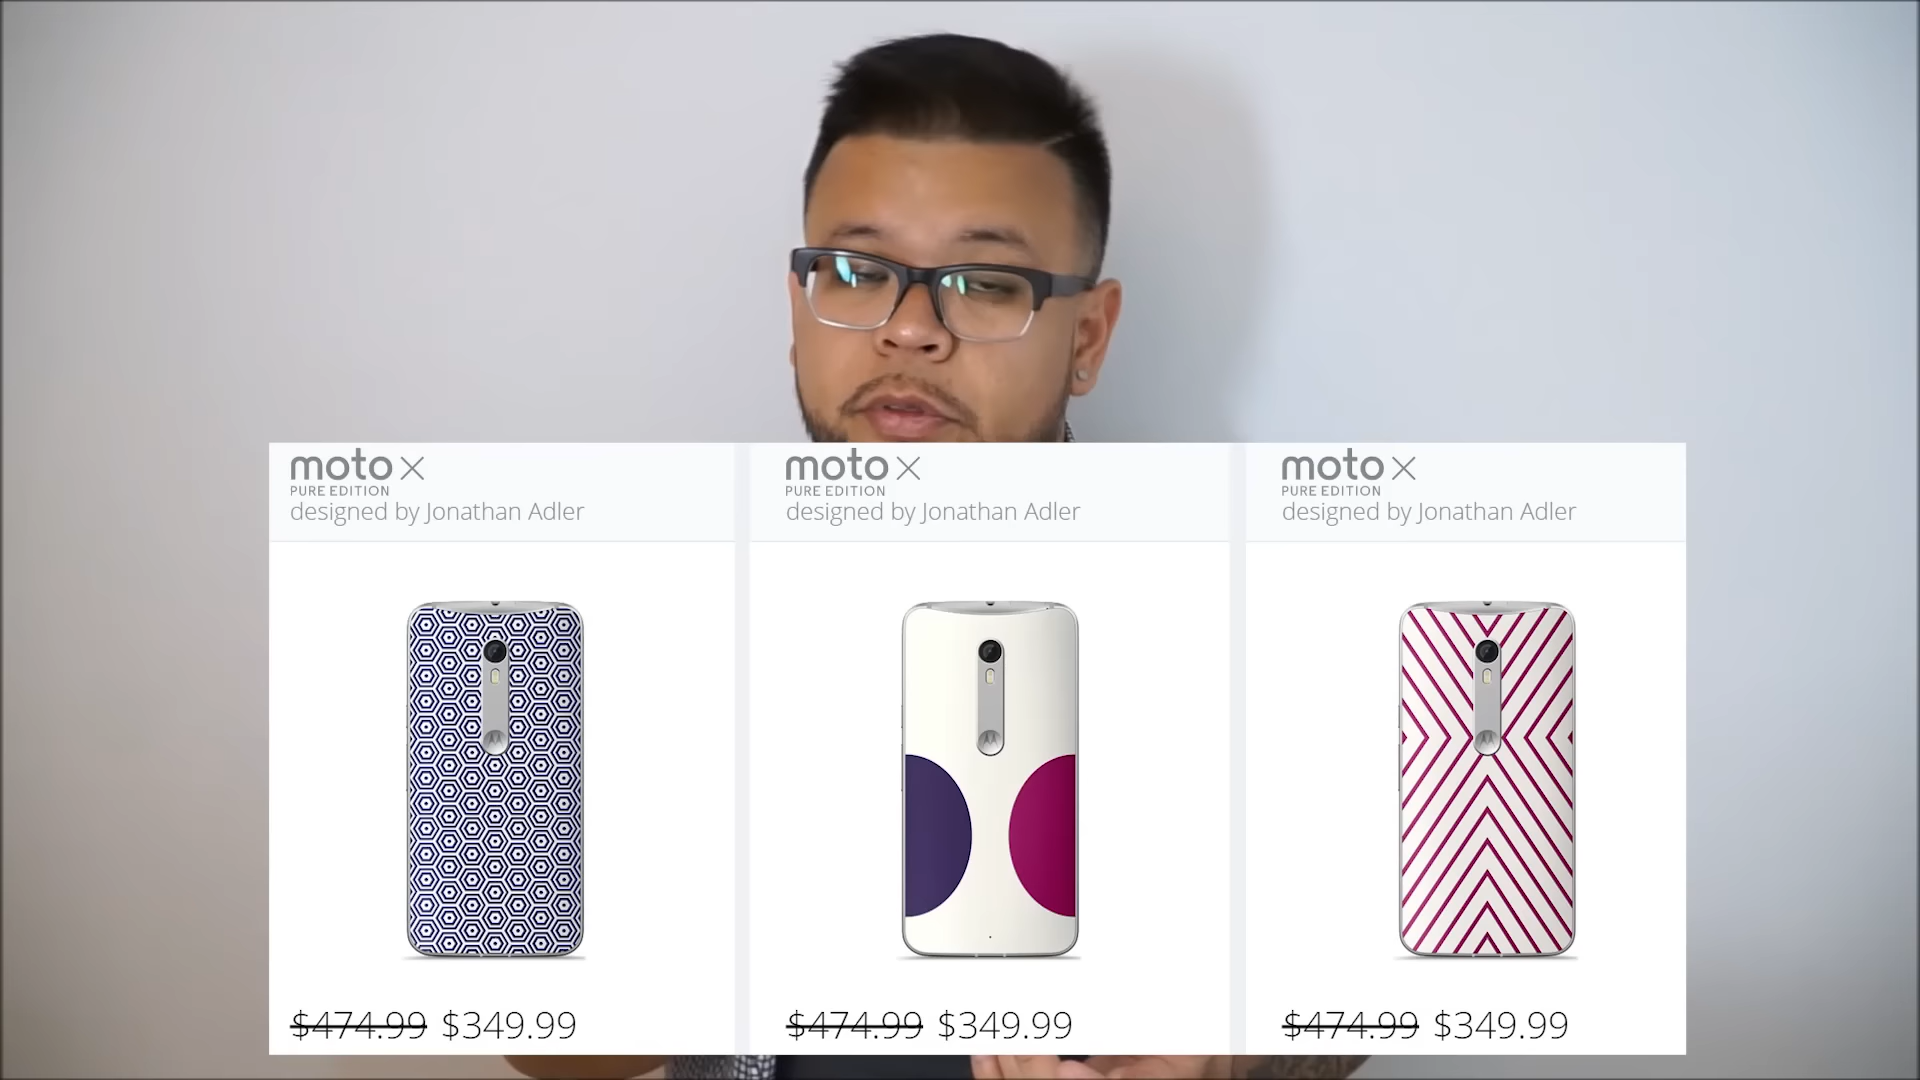 moto X
PURE EDITION
designed by Jonathan Adler
$474.99 $349.99
moto X
PURE EDITION
designed by Jonathan Adler
$474.99 $349.99
moto X
PURE EDITION
designed by Jonathan Adler
$474.99 $349.99